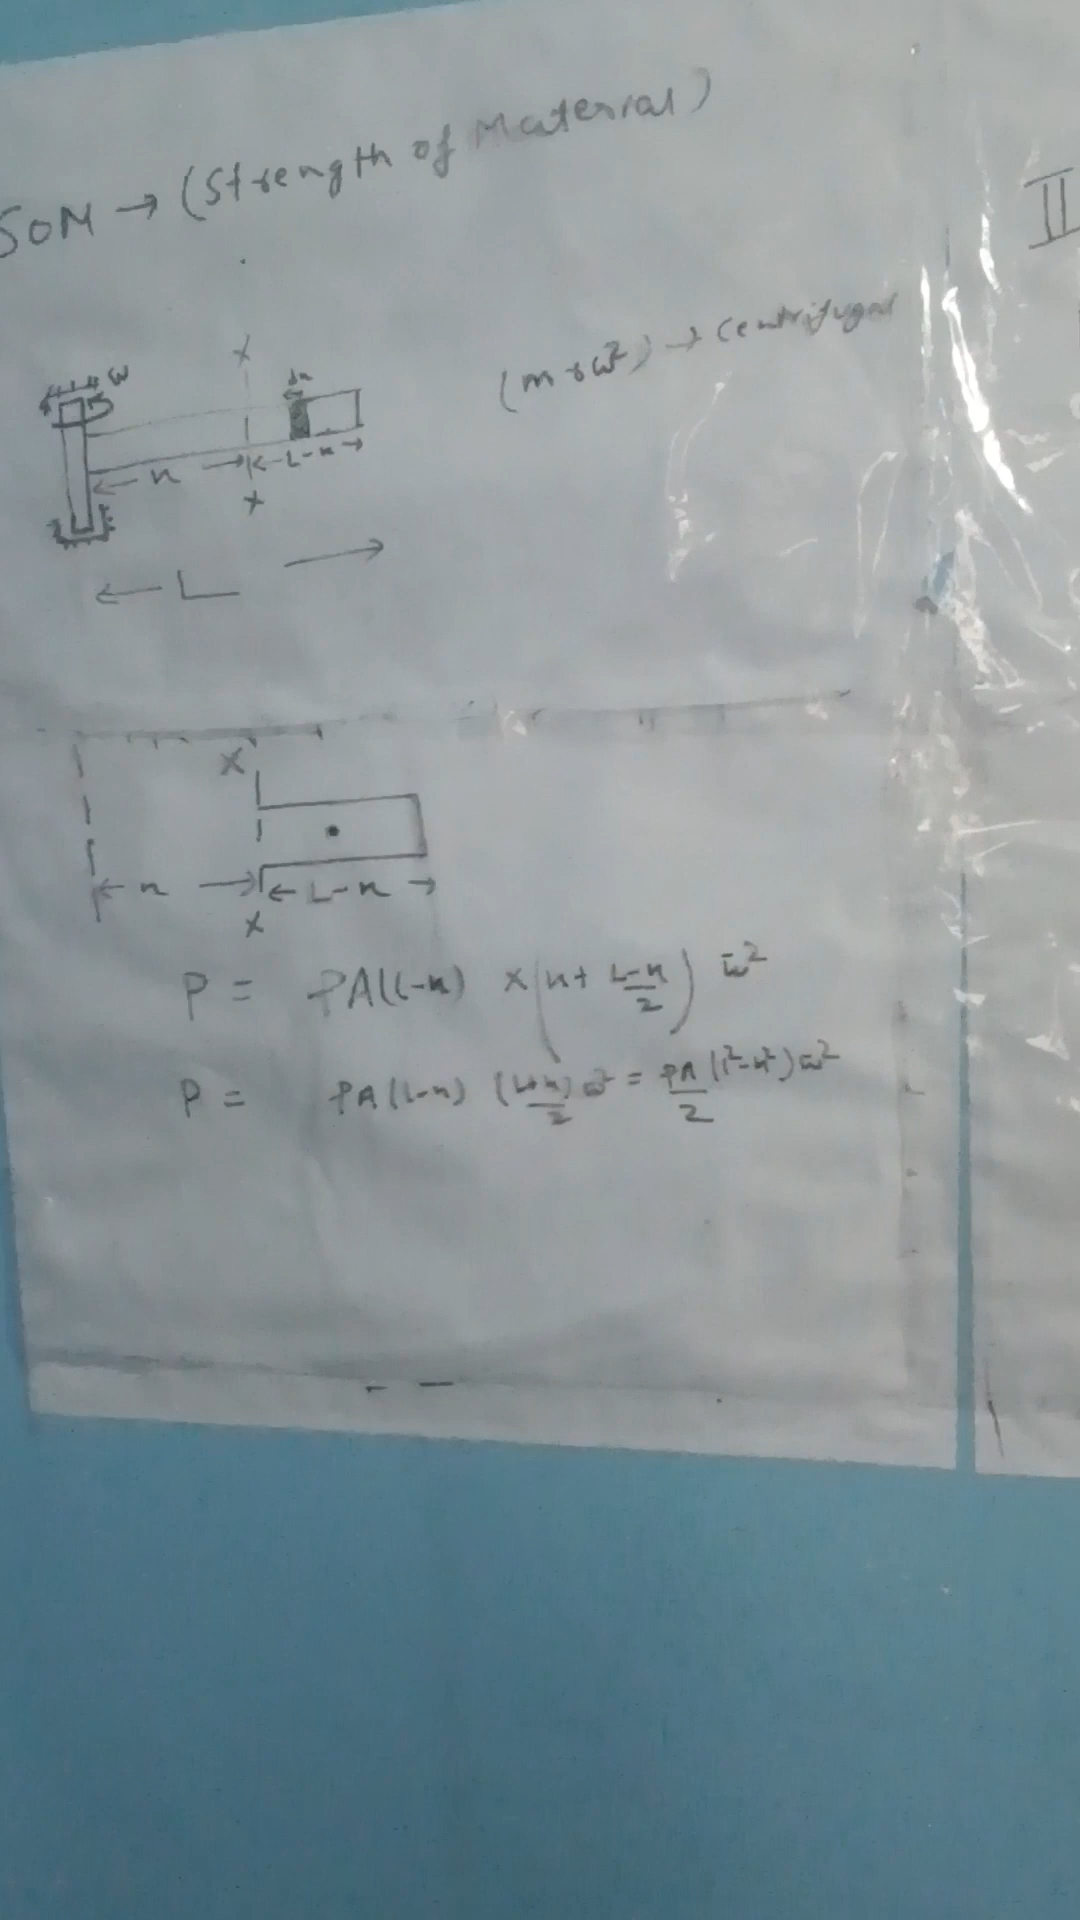 SOM → (Strength of Material)
II
ω
X
dx
(m r ω²) → centrifugal
x
L-x
X
L
X
x
L-x
X
P = ρA(L-x) × (x + L-x/2) ω²
P = ρA(L-x) (L+x)/2 ω² = ρA/2 (L²-x²) ω²